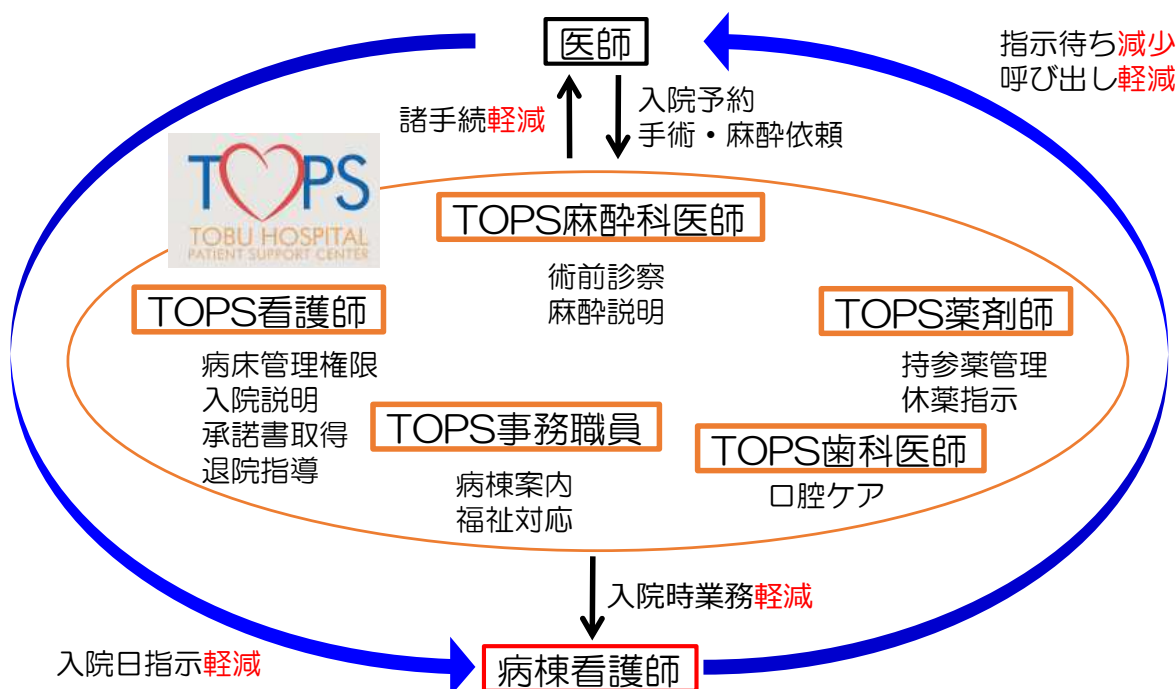 医師
指示待ち減少
呼び出し軽減
諸手続軽減
入院予約
手術・麻酔依頼
TOPS
TOBU HOSPITAL
PATIENT SUPPORT CENTER
TOPS麻酔科医師
術前診察
麻酔説明
TOPS看護師
病床管理権限
入院説明
承諾書取得
退院指導
TOPS薬剤師
持参薬管理
休薬指示
TOPS事務職員
病棟案内
福祉対応
TOPS歯科医師
口腔ケア
入院時業務軽減
入院日指示軽減
病棟看護師